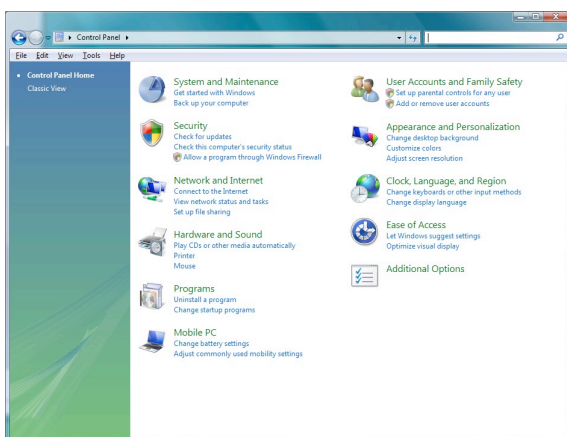 Control Panel
File Edit View Tools Help
Control Panel Home
Classic View
System and Maintenance
Get started with Windows
Back up your computer
Security
Check for updates
Check this computer's security status
Allow a program through Windows Firewall
Network and Internet
Connect to the Internet
View network status and tasks
Set up file sharing
Hardware and Sound
Play CDs or other media automatically
Printer
Mouse
Programs
Uninstall a program
Change startup programs
Mobile PC
Change battery settings
Adjust commonly used mobility settings
User Accounts and Family Safety
Set up parental controls for any user
Add or remove user accounts
Appearance and Personalization
Change desktop background
Customize colors
Adjust screen resolution
Clock, Language, and Region
Change keyboards or other input methods
Change display language
Ease of Access
Let Windows suggest settings
Optimize visual display
Additional Options